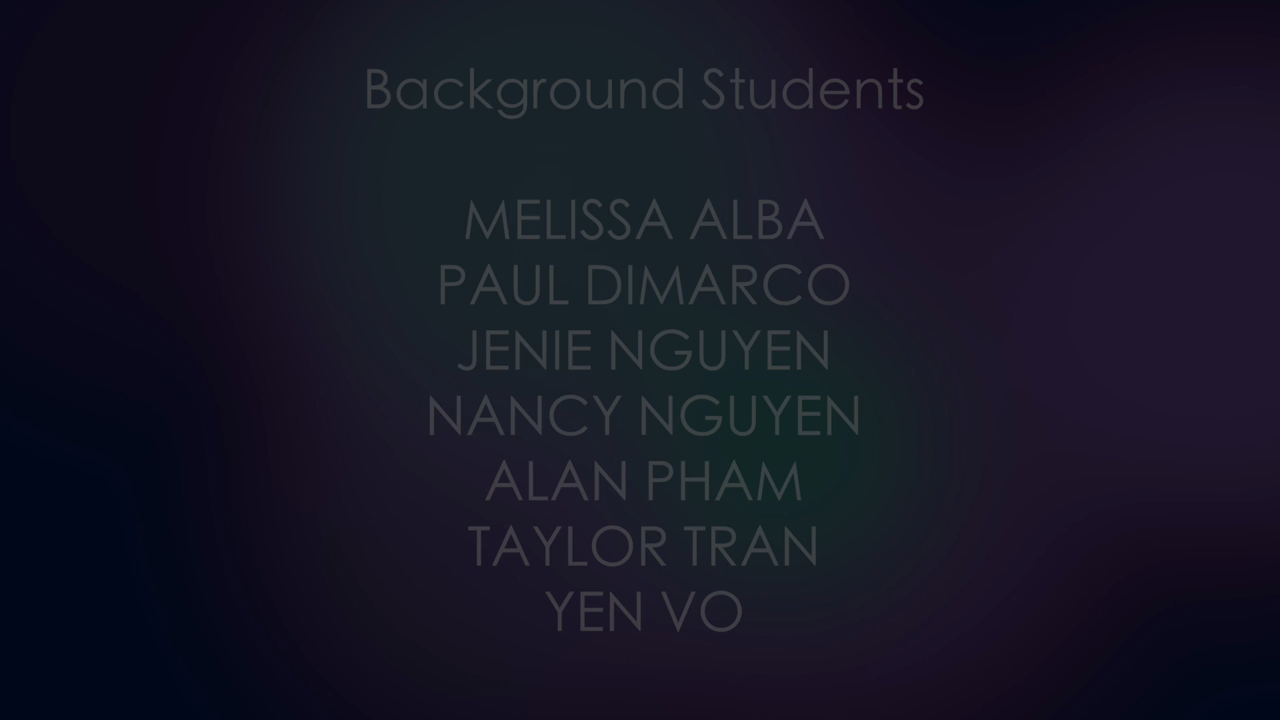 Background Students
MELISSA ALBA
PAUL DIMARCO
JENIE NGUYEN
NANCY NGUYEN
ALAN PHAM
TAYLOR TRAN
YEN VO